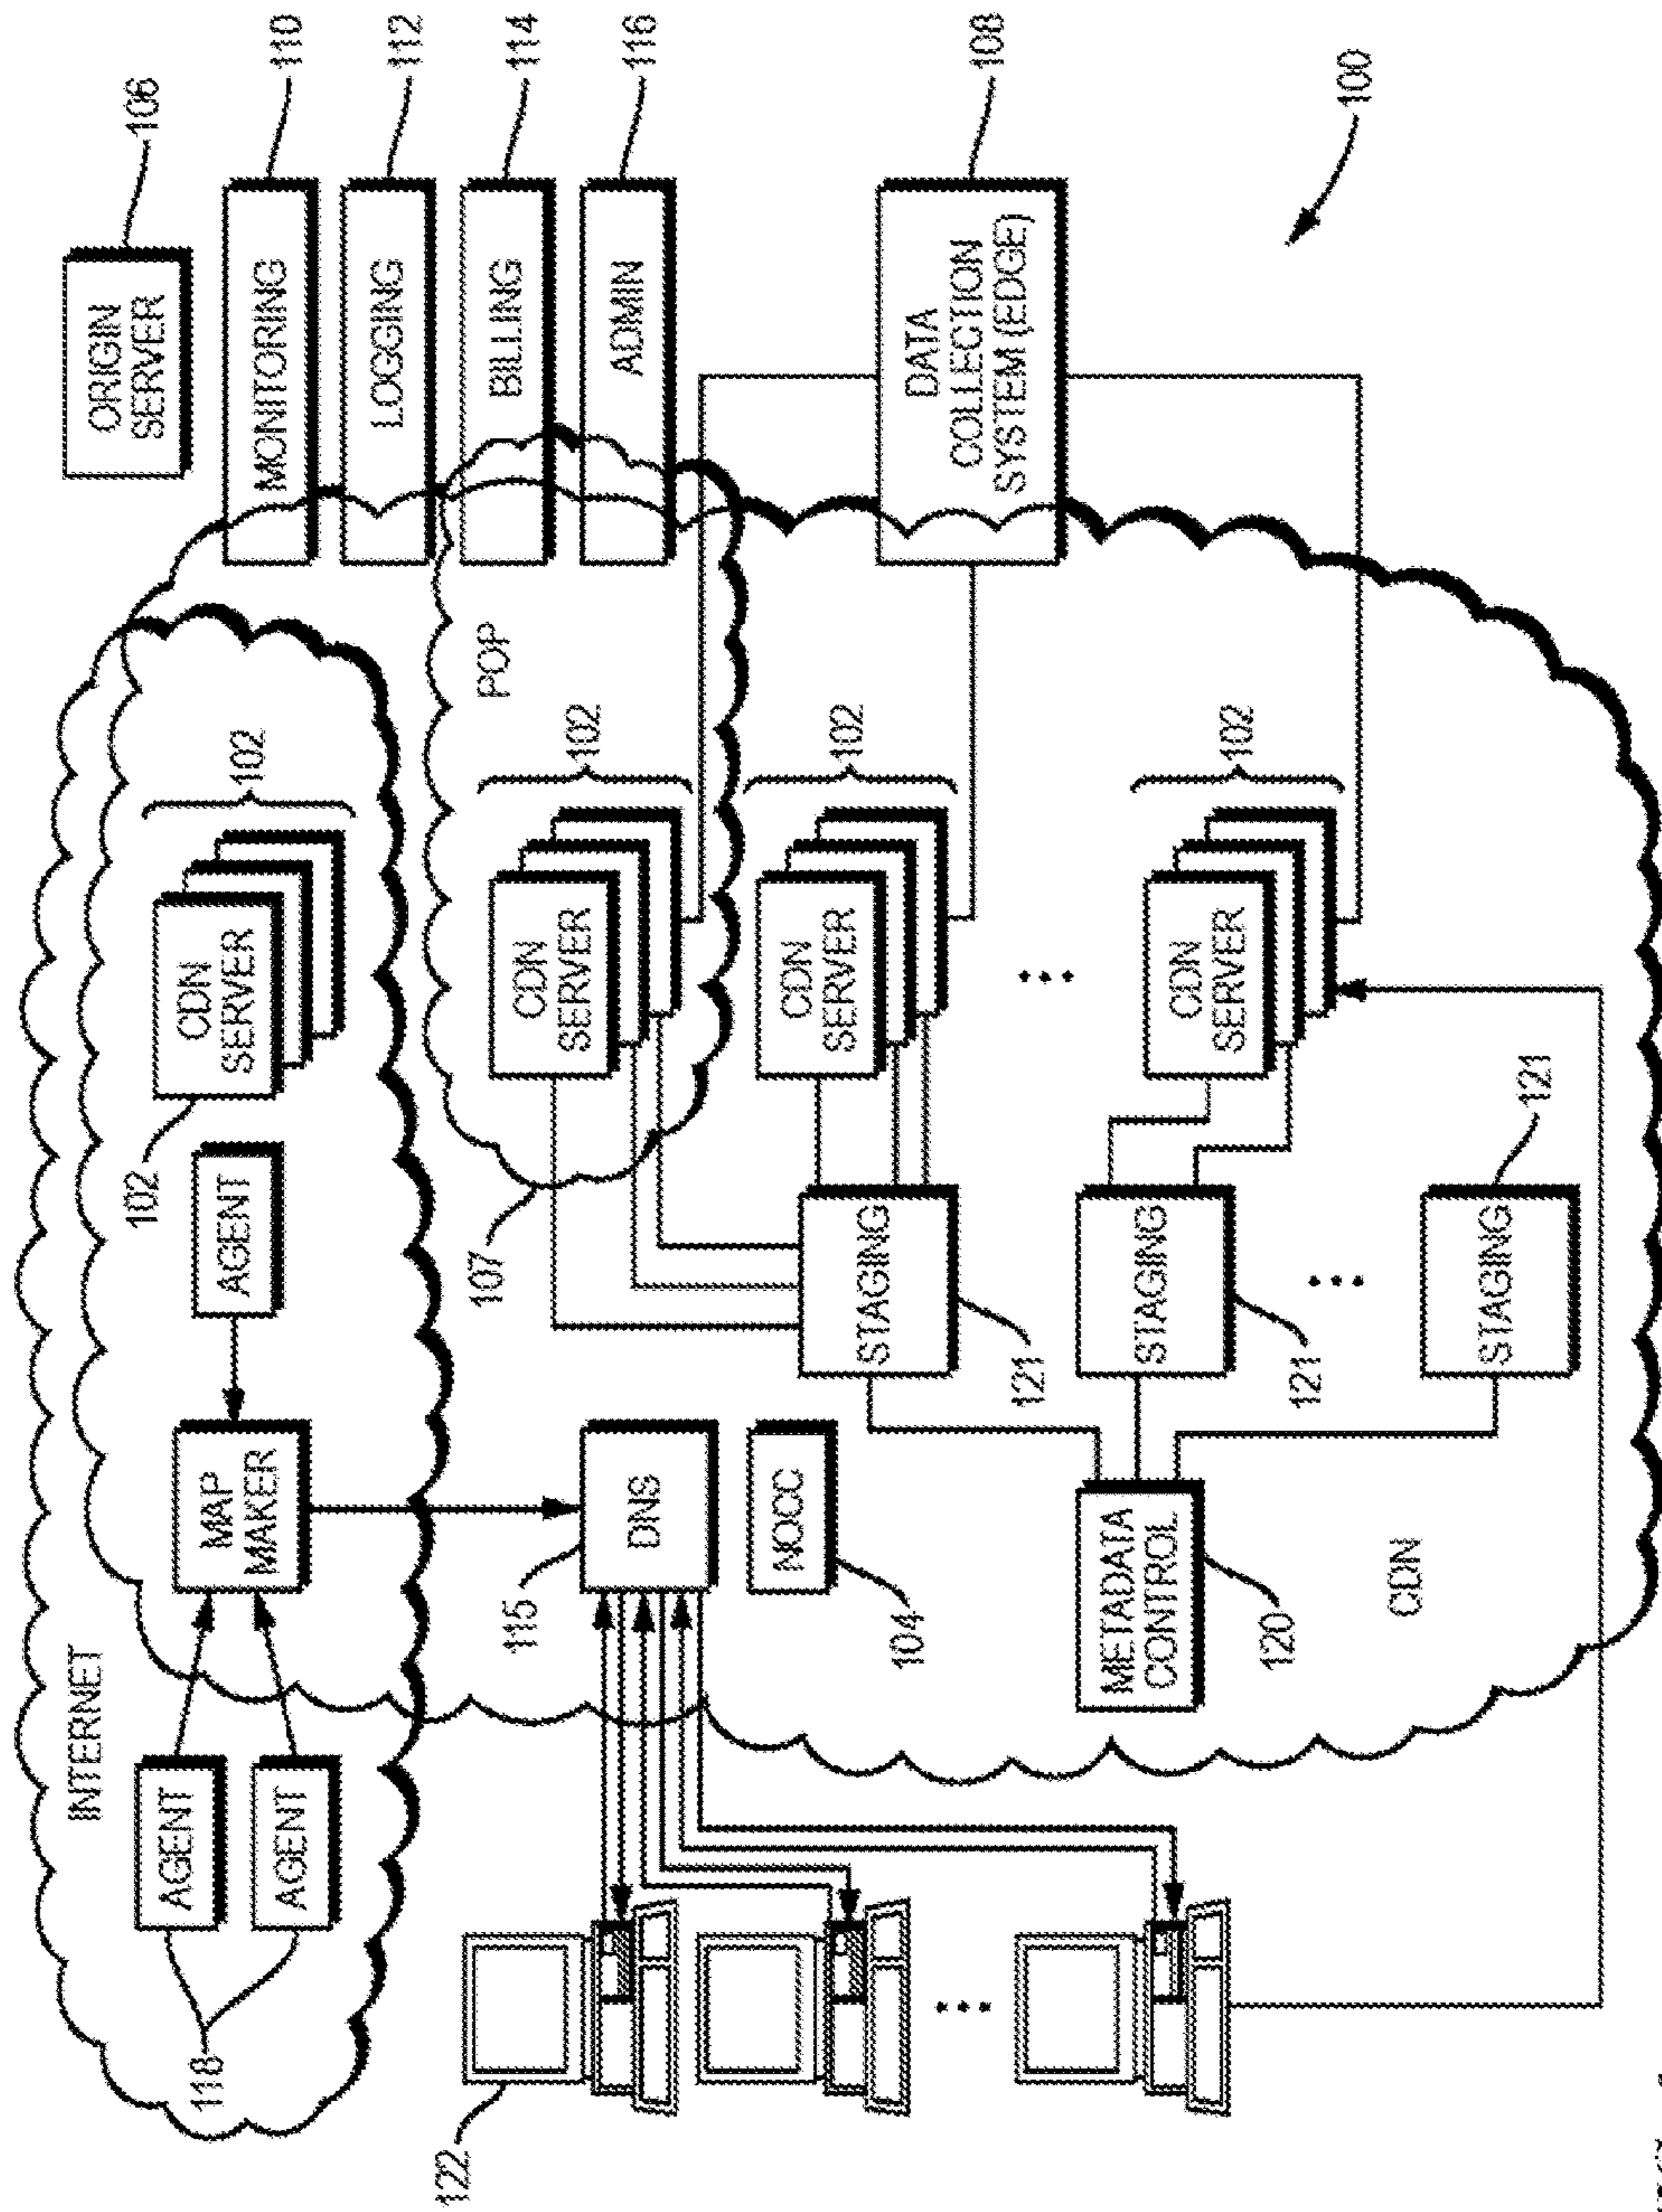 106
ORIGIN
SERVER
INTERNET
AGENT
AGENT
118
MAP
MAKER
AGENT
102
CDN
SERVER
102
MONITORING
110
LOGGING
112
BILLING
114
ADMIN
116
122
115
DNS
107
CDN
SERVER
102
POP
NOCC
104
STAGING
121
CDN
SERVER
102
DATA
COLLECTION
SYSTEM (EDGE)
108
METADATA
CONTROL
120
STAGING
121
CDN
SERVER
102
CDN
STAGING
121
100